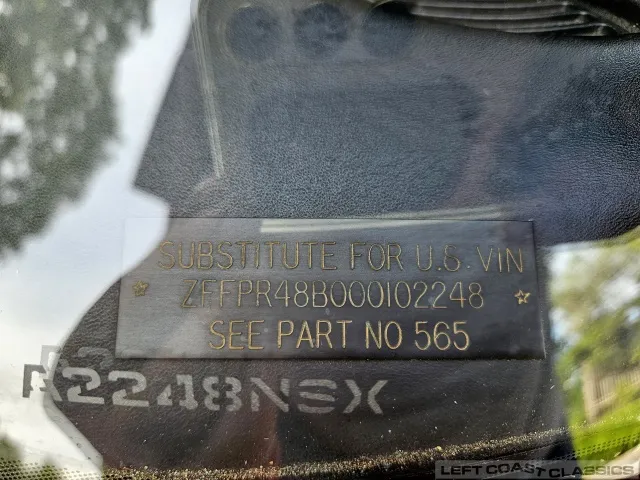 SUBSTITUTE FOR U.S. VIN
☆ ZFFPR48B000102248 ☆
SEE PART NO 565
A2248NSX
LEFT COAST CLASSICS